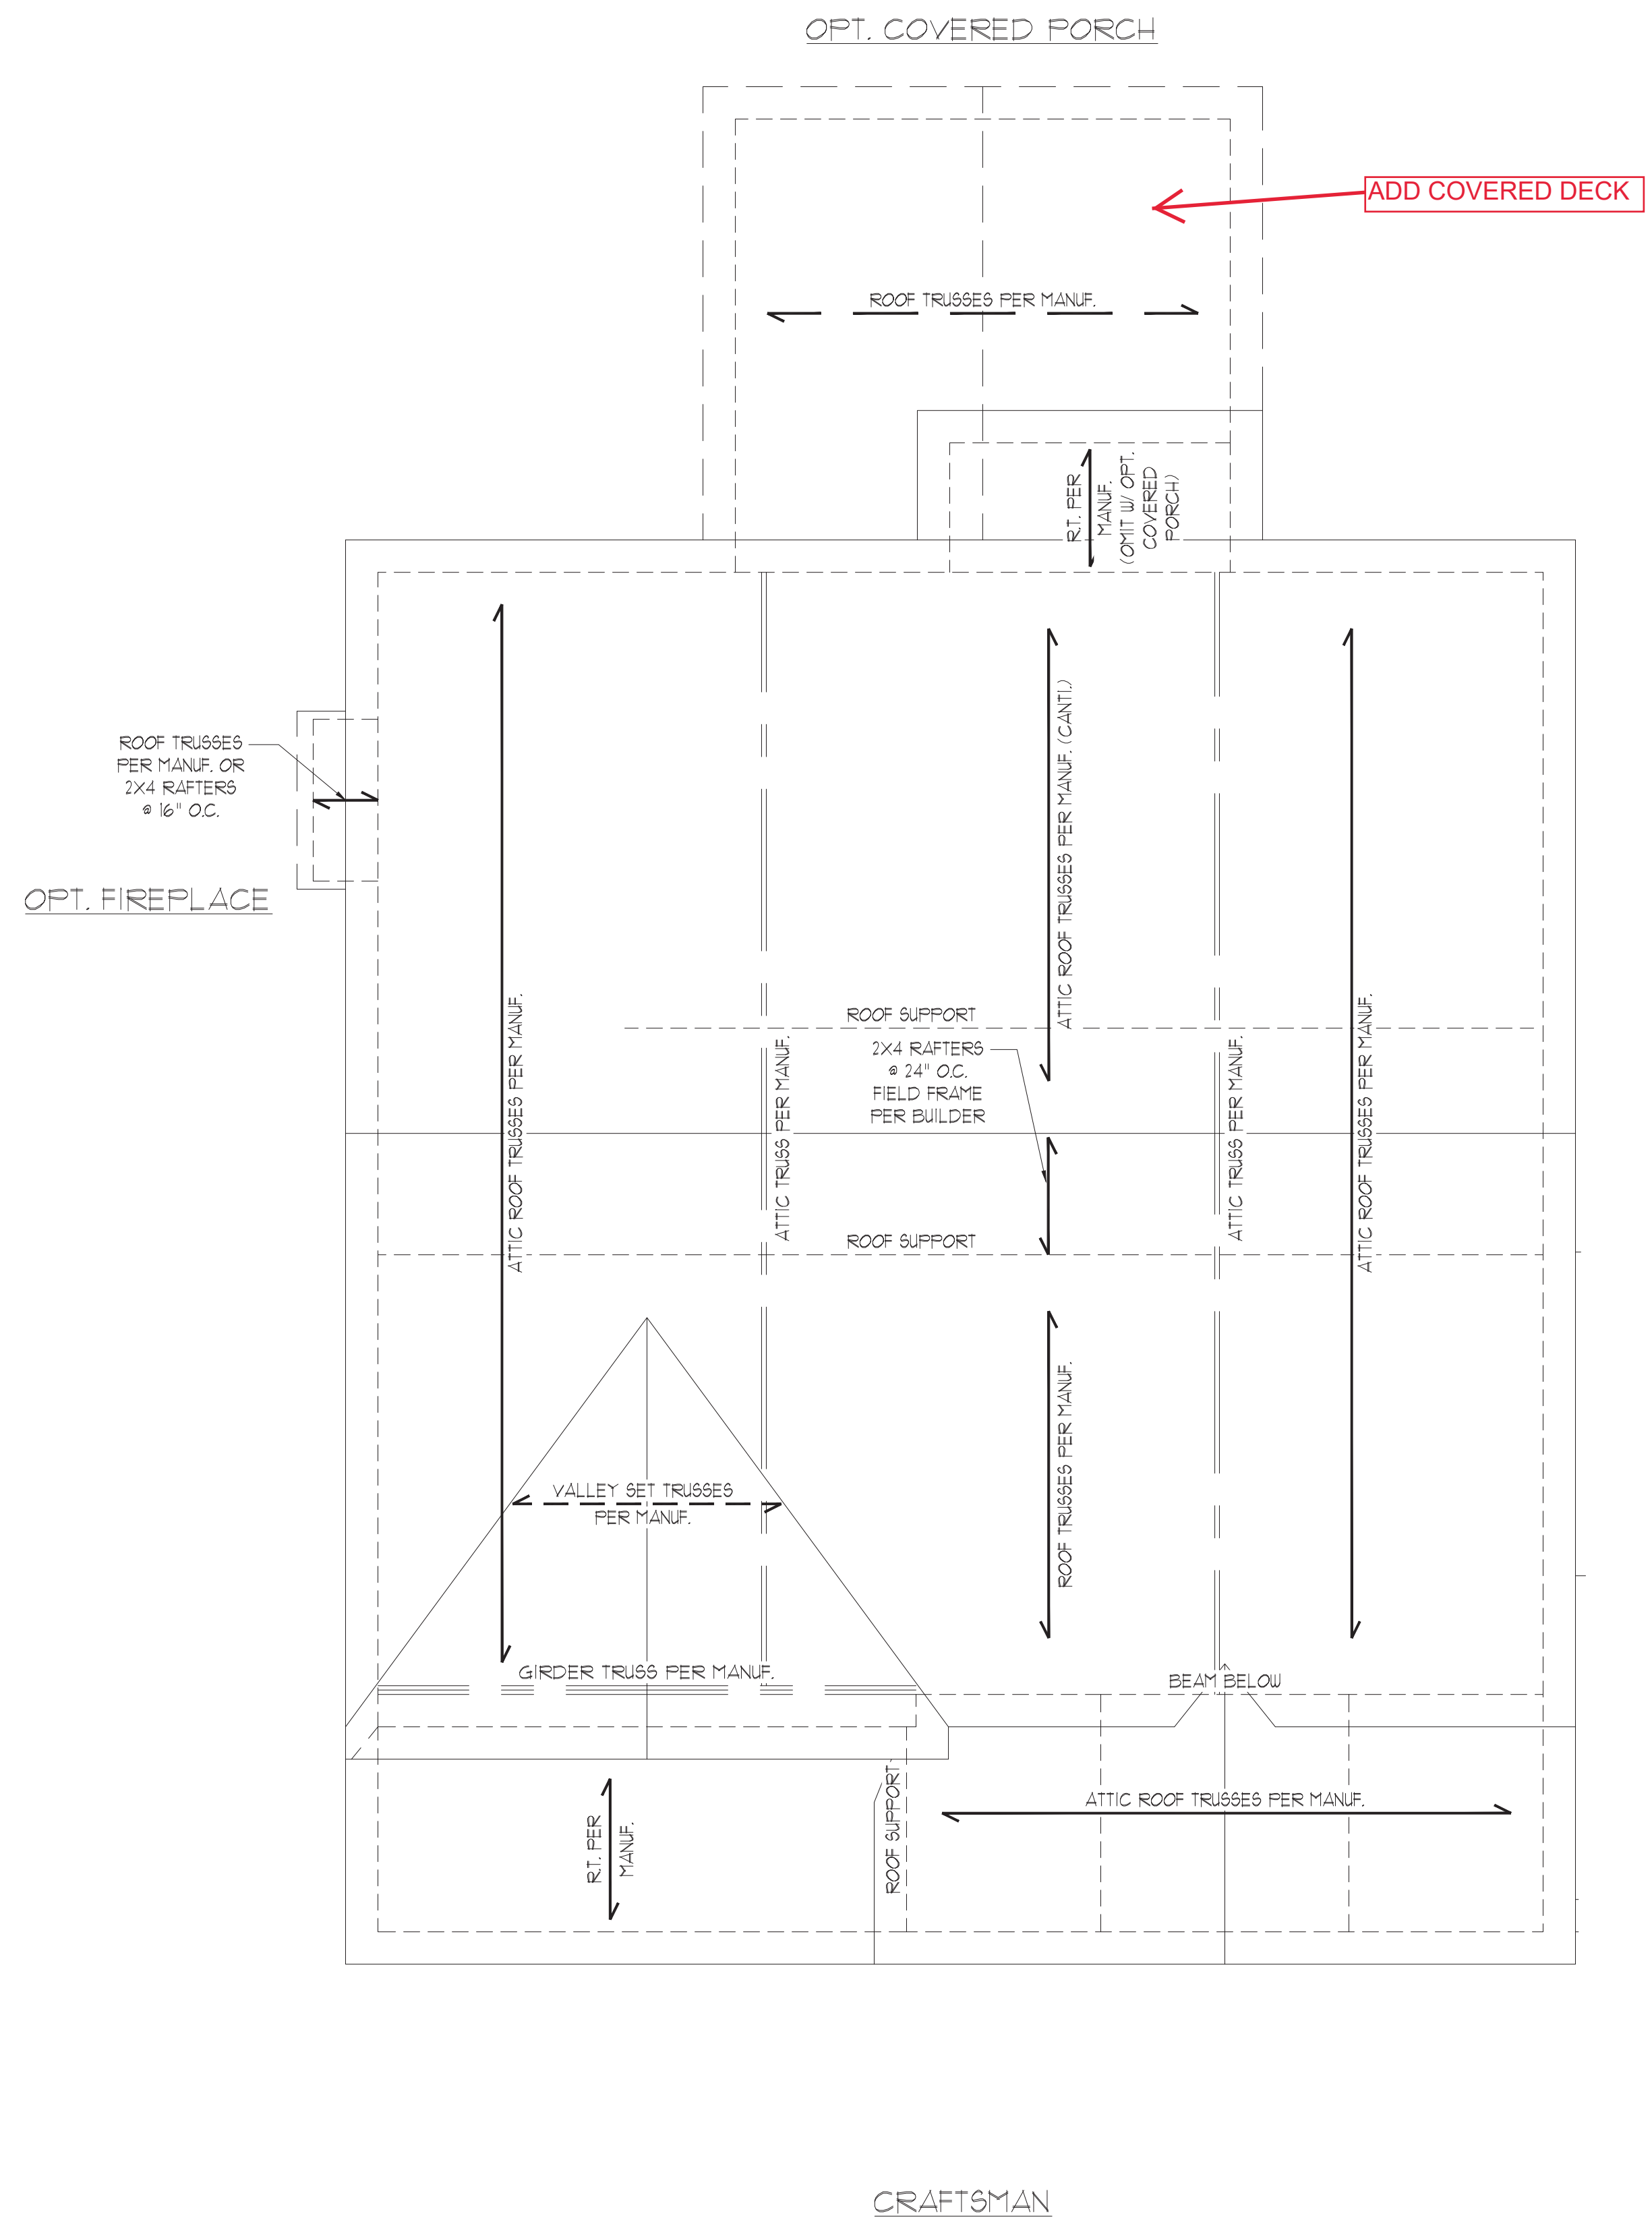 OPT. COVERED PORCH
ADD COVERED DECK
ROOF TRUSSES PER MANUF.
R.T. PER
MANUF.
(OMIT W/ OPT.
COVERED
PORCH)
ROOF TRUSSES
PER MANUF. OR
2X4 RAFTERS
@ 16" O.C.
OPT. FIREPLACE
ATTIC ROOF TRUSSES PER MANUF. (CANTI.)
ATTIC ROOF TRUSSES PER MANUF.
ROOF SUPPORT
ATTIC TRUSS PER MANUF.
2X4 RAFTERS
@ 24" O.C.
FIELD FRAME
PER BUILDER
ATTIC TRUSS PER MANUF.
ATTIC ROOF TRUSSES PER MANUF.
ROOF SUPPORT
ROOF TRUSSES PER MANUF.
VALLEY SET TRUSSES
PER MANUF.
GIRDER TRUSS PER MANUF.
BEAM BELOW
ROOF SUPPORT
ATTIC ROOF TRUSSES PER MANUF.
R.T. PER
MANUF.
CRAFTSMAN